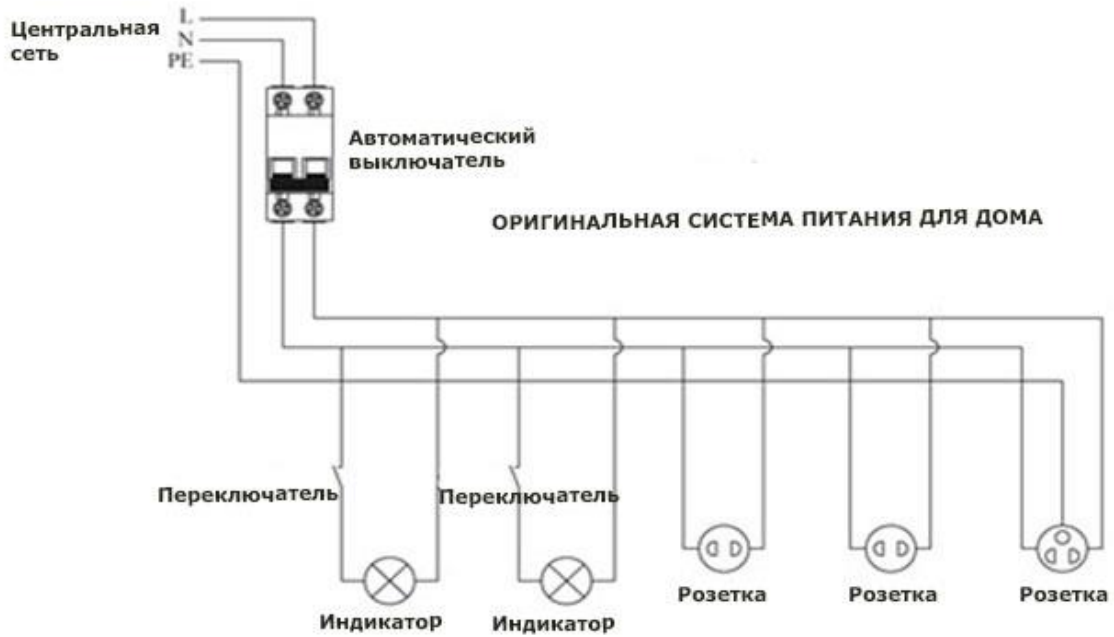 L
Центральная
N
сеть
PE
Автоматический
выключатель
ОРИГИНАЛЬНАЯ СИСТЕМА ПИТАНИЯ ДЛЯ ДОМА
Переключатель
Переключатель
Розетка
Розетка
Розетка
Индикатор
Индикатор